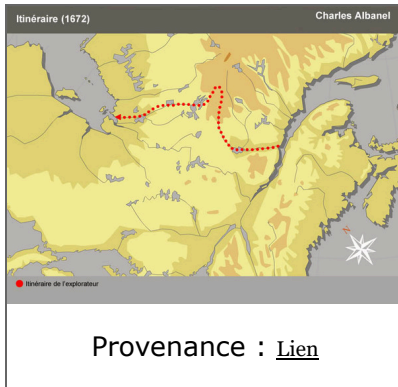 Itinéraire (1672) Charles Albanel
N
Itinéraire de l'explorateur
Provenance : Lien